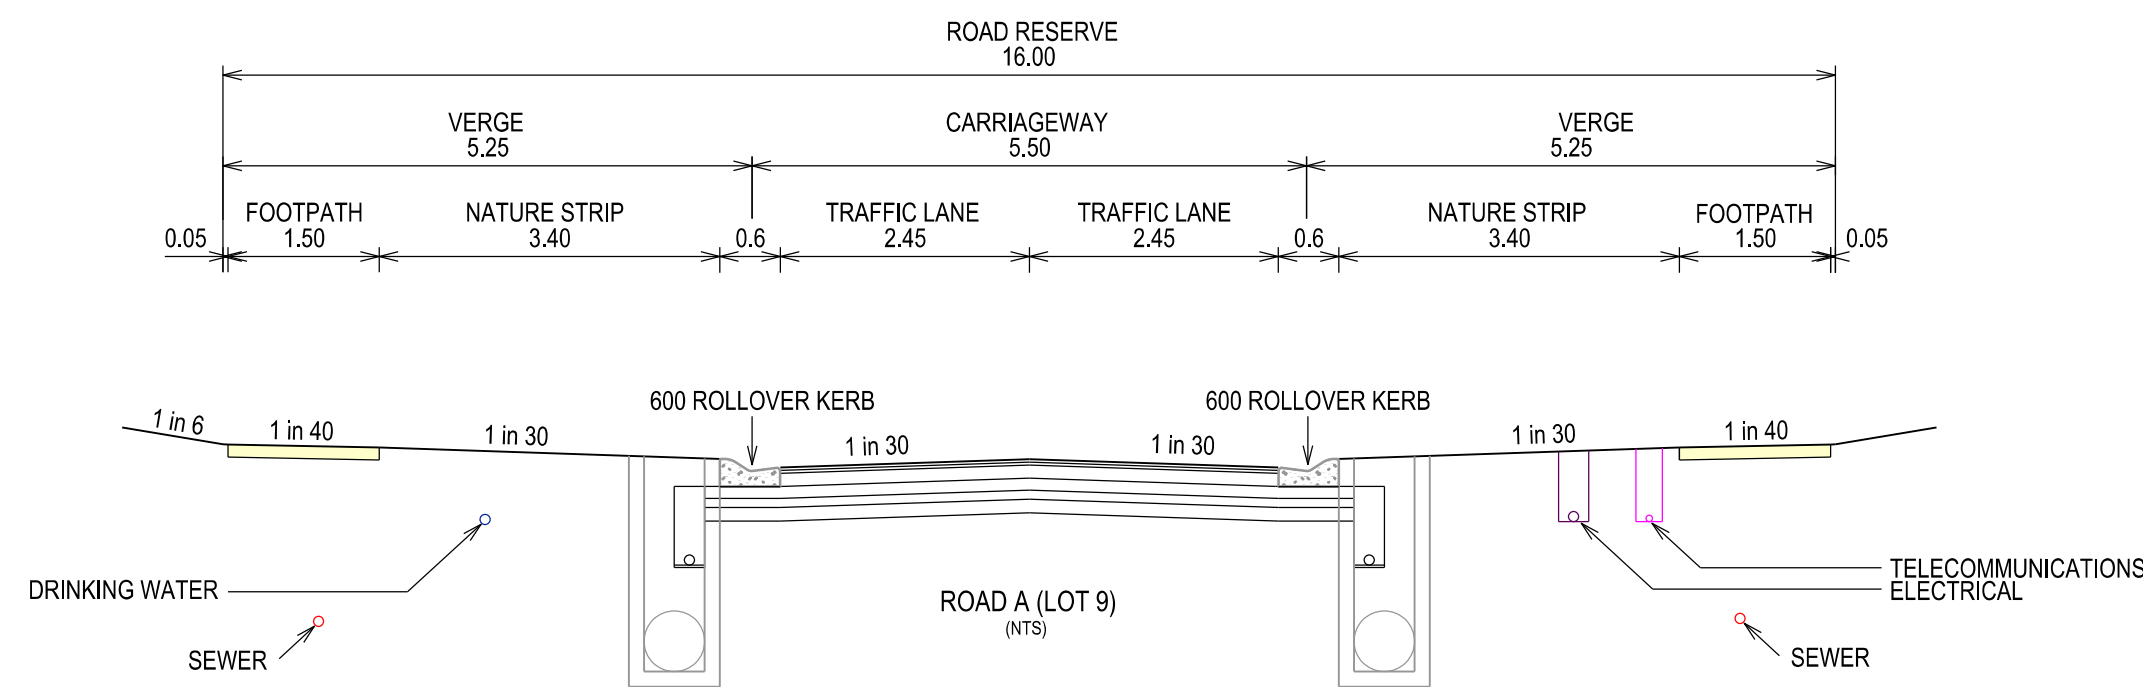 ROAD RESERVE
16.00
VERGE
5.25
CARRIAGEWAY
5.50
VERGE
5.25
FOOTPATH
NATURE STRIP
TRAFFIC LANE
TRAFFIC LANE
NATURE STRIP
FOOTPATH
0.05
1.50
3.40
0.6
2.45
2.45
0.6
3.40
1.50
0.05
600 ROLLOVER KERB
600 ROLLOVER KERB
1 in 6
1 in 40
1 in 30
1 in 30
1 in 30
1 in 30
1 in 40
DRINKING WATER
SEWER
ROAD A (LOT 9)
(NTS)
TELECOMMUNICATIONS
ELECTRICAL
SEWER